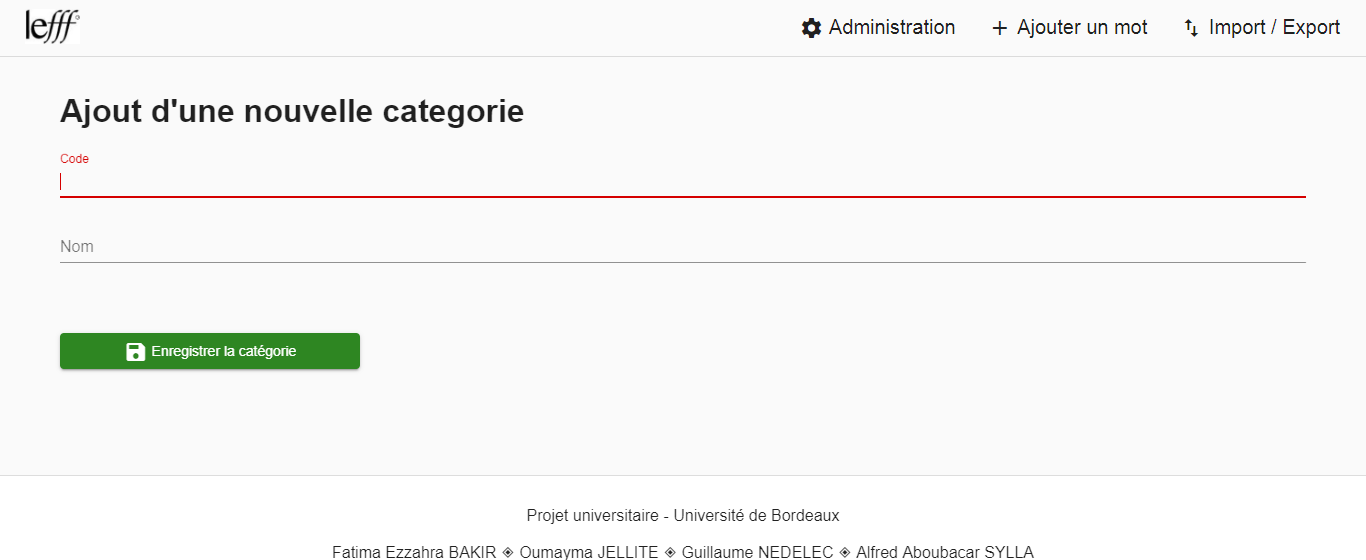 lefff
Administration
Ajouter un mot
Import / Export
Ajout d'une nouvelle categorie
Code
Nom
Enregistrer la catégorie
Projet universitaire - Université de Bordeaux
Fatima Ezzahra BAKIR ◈ Oumayma JELLITE ◈ Guillaume NEDELEC ◈ Alfred Aboubacar SYLLA